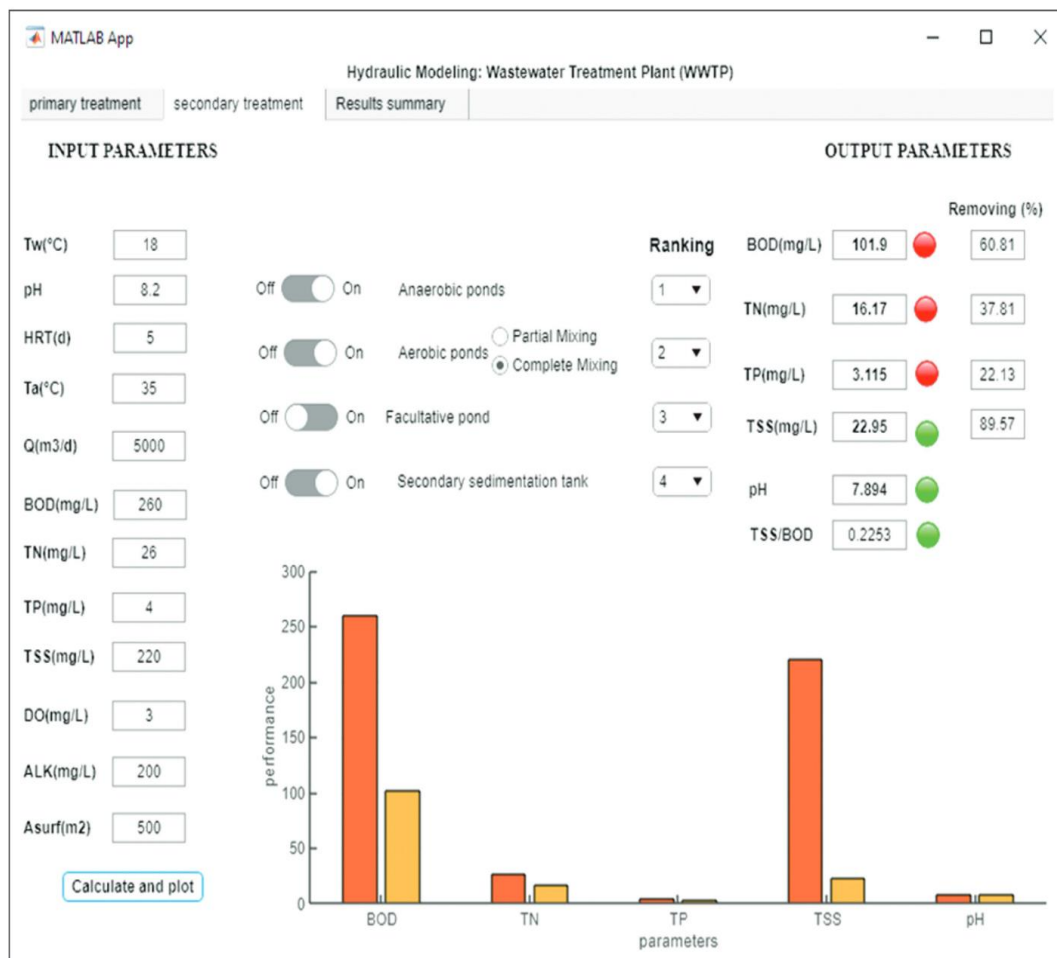 MATLAB App
Hydraulic Modeling: Wastewater Treatment Plant (WWTP)
primary treatment secondary treatment Results summary
INPUT PARAMETERS
Tw(°C) 18
pH 8.2
HRT(d) 5
Ta(°C) 35
Q(m3/d) 5000
BOD(mg/L) 260
TN(mg/L) 26
TP(mg/L) 4
TSS(mg/L) 220
DO(mg/L) 3
ALK(mg/L) 200
Asurf(m2) 500
Calculate and plot
Ranking
Off On Anaerobic ponds 1
Partial Mixing
Off On Aerobic ponds 2
Complete Mixing
Off On Facultative pond 3
Off On Secondary sedimentation tank 4
OUTPUT PARAMETERS
Removing (%)
BOD(mg/L) 101.9 60.81
TN(mg/L) 16.17 37.81
TP(mg/L) 3.115 22.13
TSS(mg/L) 22.95 89.57
pH 7.894
TSS/BOD 0.2253
300
250
200
150
100
50
0
performance
BOD TN TP TSS pH
parameters